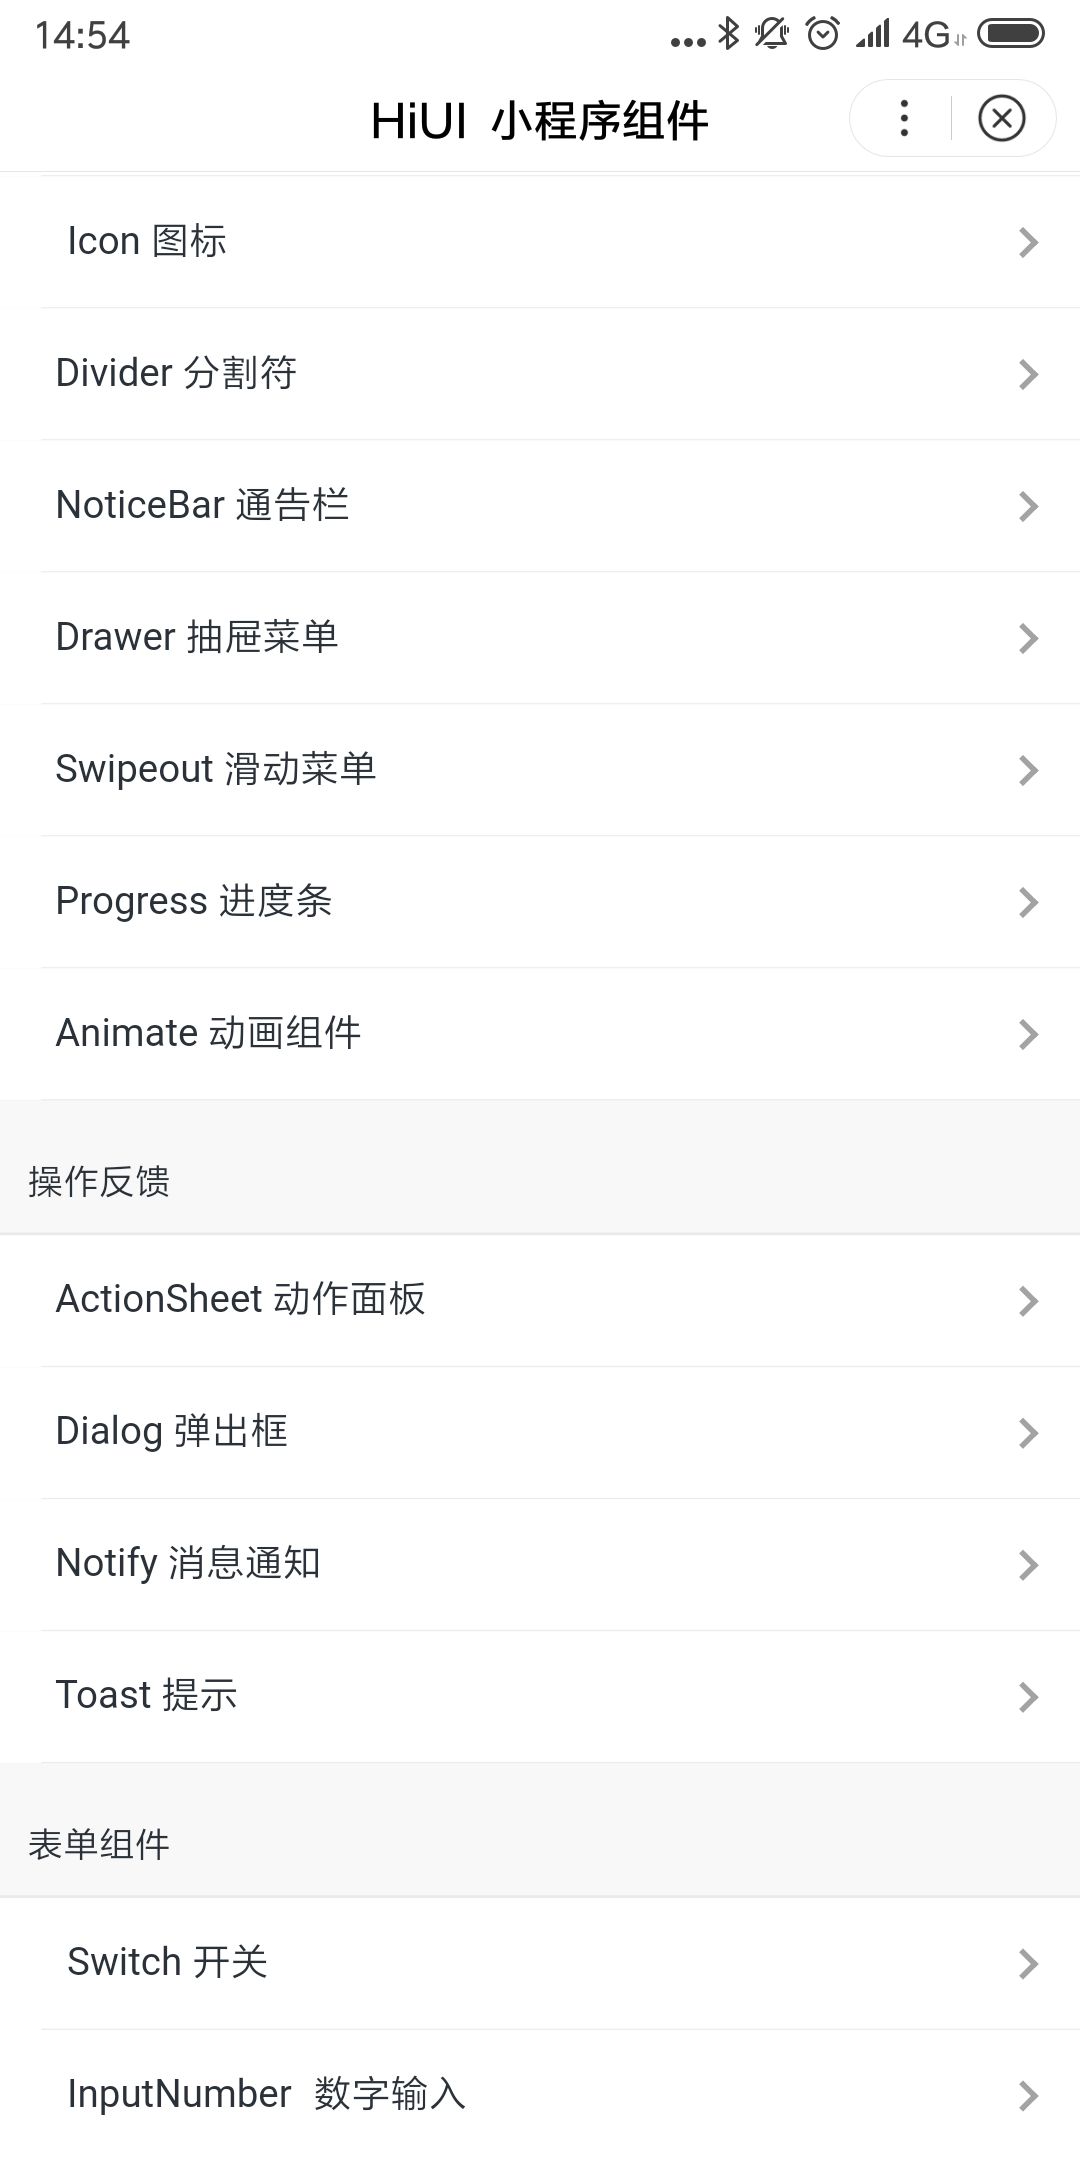 14:54
4G
HiUI 小程序组件
Icon 图标
Divider 分割符
NoticeBar 通告栏
Drawer 抽屉菜单
Swipeout 滑动菜单
Progress 进度条
Animate 动画组件
操作反馈
ActionSheet 动作面板
Dialog 弹出框
Notify 消息通知
Toast 提示
表单组件
Switch 开关
InputNumber 数字输入